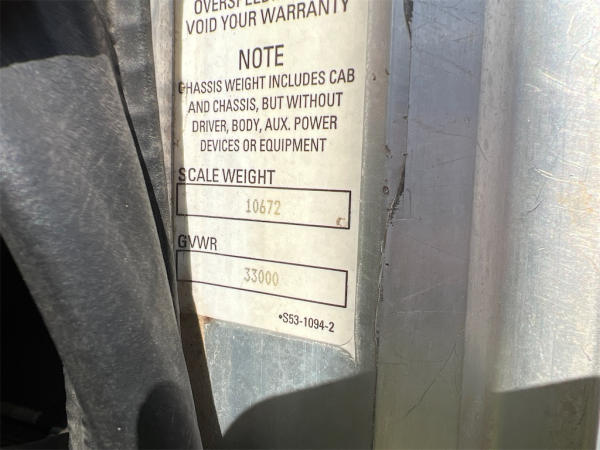 VOID YOUR WARRANTY
NOTE
CHASSIS WEIGHT INCLUDES CAB
AND CHASSIS, BUT WITHOUT
DRIVER, BODY, AUX. POWER
DEVICES OR EQUIPMENT
SCALE WEIGHT
10672
GVWR
33000
•S53-1094-2